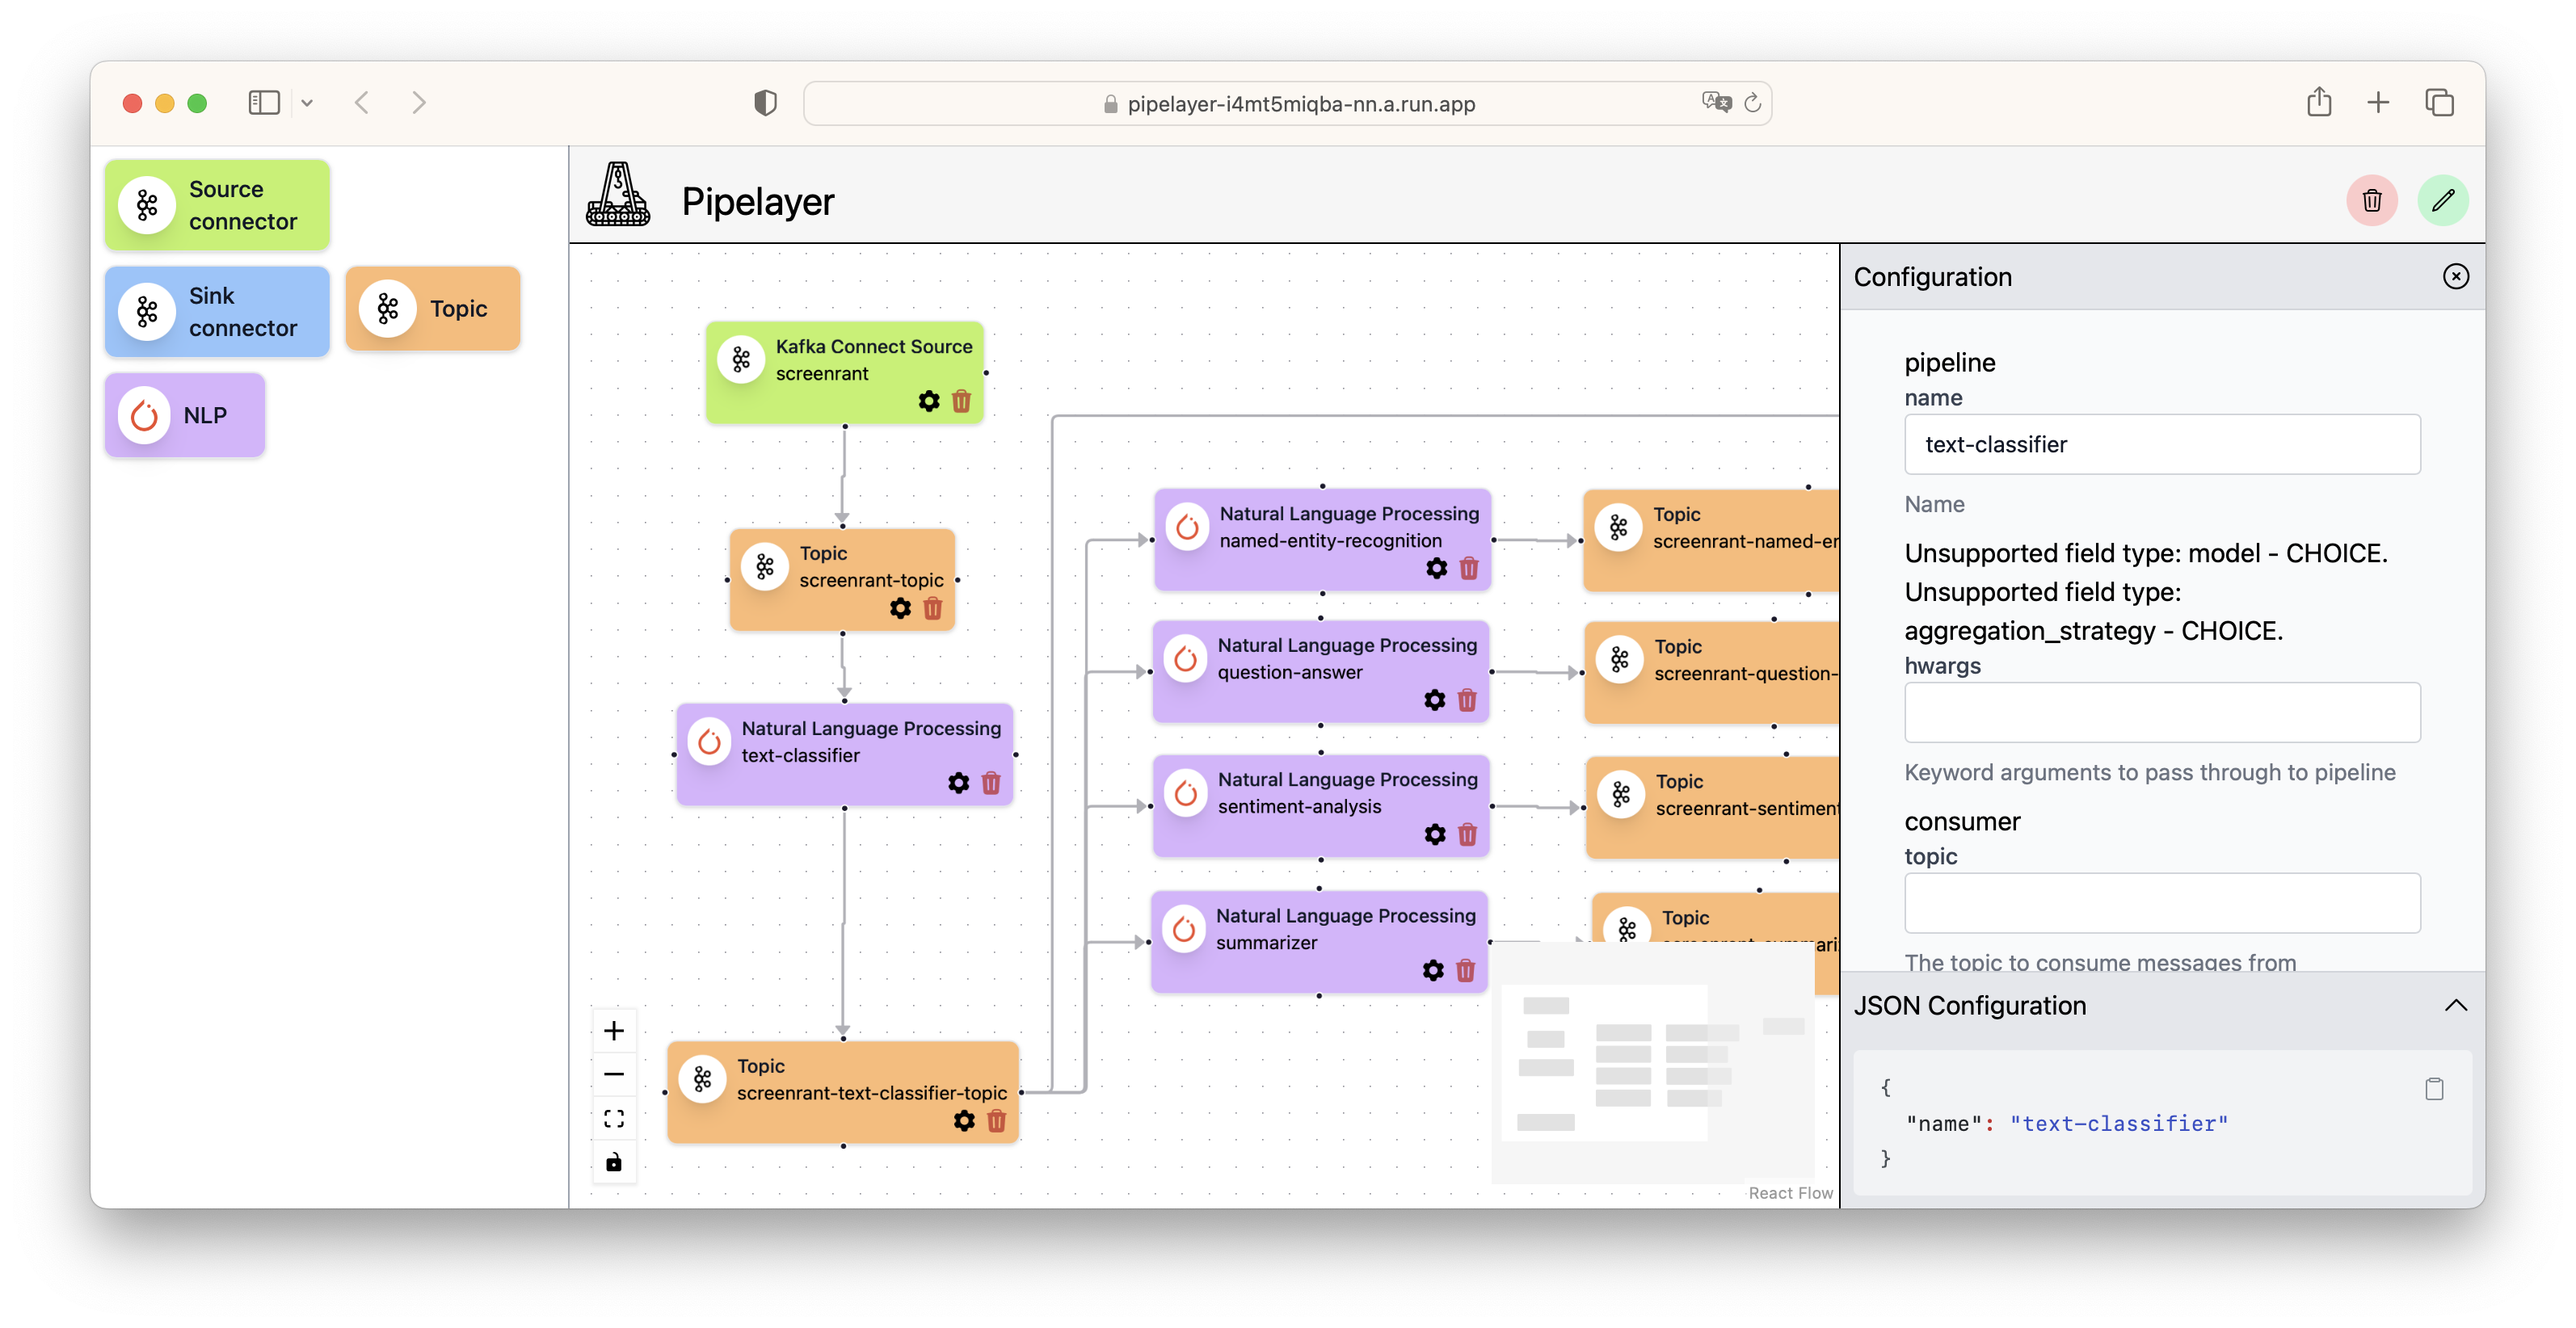 pipelayer-i4mt5miqba-nn.a.run.app
Source
connector
Sink
connector
Topic
NLP
Pipelayer
Kafka Connect Source
screenrant
Topic
screenrant-topic
Natural Language Processing
text-classifier
Topic
screenrant-text-classifier-topic
Natural Language Processing
named-entity-recognition
Natural Language Processing
question-answer
Natural Language Processing
sentiment-analysis
Natural Language Processing
summarizer
Topic
screenrant-named-er
Topic
screenrant-question-
Topic
screenrant-sentiment
Topic
React Flow
Configuration
pipeline
name
text-classifier
Name
Unsupported field type: model - CHOICE.
Unsupported field type:
aggregation_strategy - CHOICE.
hwargs
Keyword arguments to pass through to pipeline
consumer
topic
The topic to consume messages from
JSON Configuration
{
"name": "text-classifier"
}